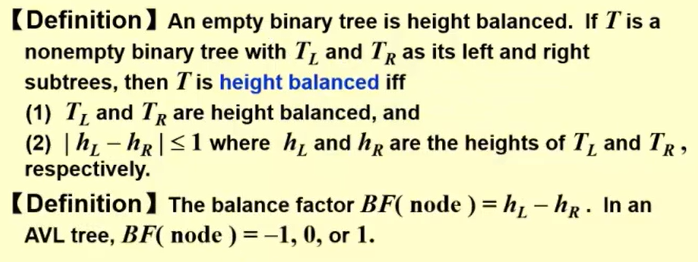 【Definition】An empty binary tree is height balanced. If T is a
nonempty binary tree with T_L and T_R as its left and right
subtrees, then T is height balanced iff
(1) T_L and T_R are height balanced, and
(2) | h_L – h_R | ≤ 1 where h_L and h_R are the heights of T_L and T_R ,
respectively.
【Definition】The balance factor BF( node ) = h_L – h_R . In an
AVL tree, BF( node ) = –1, 0, or 1.